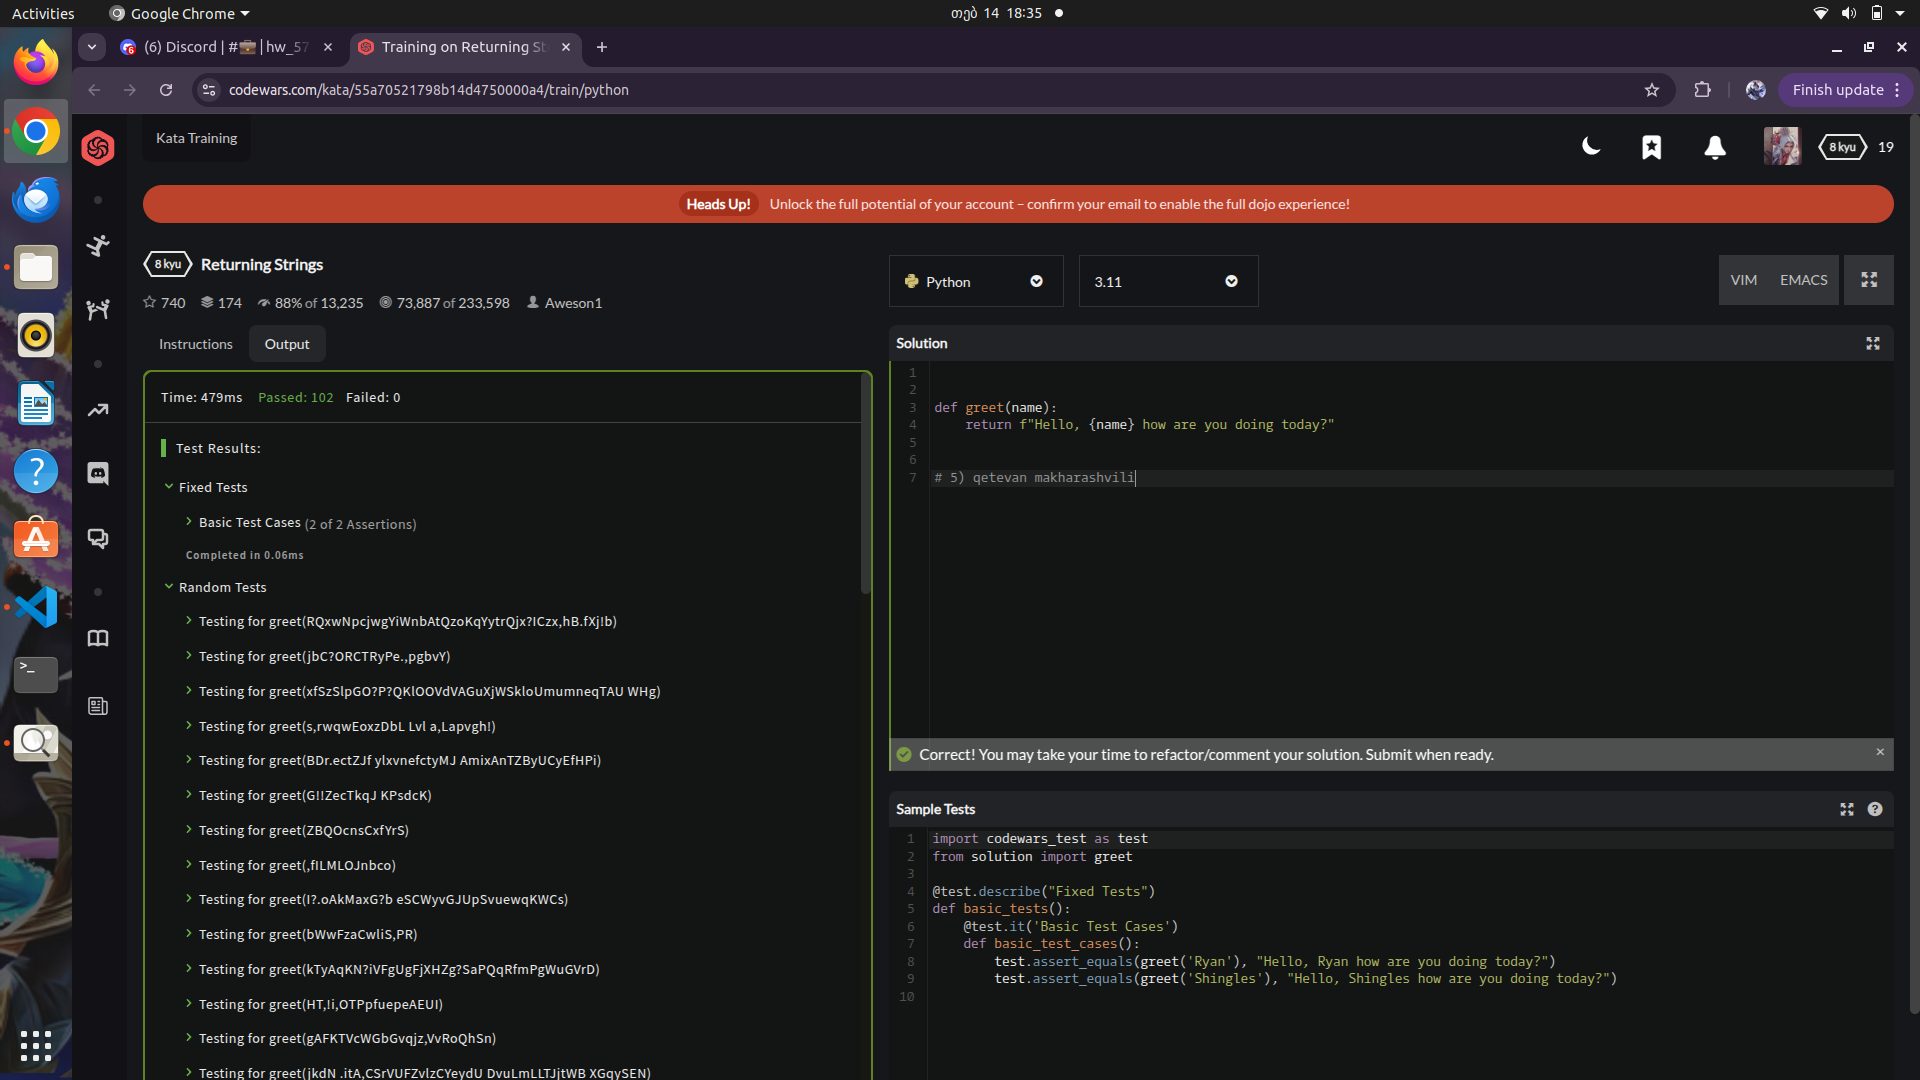 Activities
Google Chrome
თებ 14 18:35
(6) Discord | #💼 | hw_57
Training on Returning St
codewars.com/kata/55a70521798b14d4750000a4/train/python
Finish update
Kata Training
8 kyu
19
Heads Up! Unlock the full potential of your account – confirm your email to enable the full dojo experience!
8 kyu
Returning Strings
740
174
88% of 13,235
73,887 of 233,598
Aweson1
Python
3.11
VIM
EMACS
Instructions
Output
Time: 479ms Passed: 102 Failed: 0
Test Results:
Fixed Tests
Basic Test Cases (2 of 2 Assertions)
Completed in 0.06ms
Random Tests
Testing for greet(RQxwNpcjwgYiWnbAtQzoKqYytrQjx?ICzx,hB.fXj!b)
Testing for greet(jbC?ORCTRyPe.,pgbvY)
Testing for greet(xfSzSlpGO?P?QKlOOVdVAGuXjWSkloUmumneqTAU WHg)
Testing for greet(s,rwqwEoxzDbL Lvl a,Lapvgh!)
Testing for greet(BDr.ectZJf ylxvnefctyMJ AmixAnTZByUCyEfHPi)
Testing for greet(G!!ZecTkqJ KPsdcK)
Testing for greet(ZBQOcnsCxfYrS)
Testing for greet(,fILMLOJnbco)
Testing for greet(I?.oAkMaxG?b eSCWyvGJUpSvuewqKWCs)
Testing for greet(bWwFzaCwliS,PR)
Testing for greet(kTyAqKN?iVFgUgFjXHZg?SaPQqRfmPgWuGVrD)
Testing for greet(HT,!i,OTPpfuepeAEUI)
Testing for greet(gAFKTVcWGbGvqjz,VvRoQhSn)
Testing for greet(jkdN .itA,CSrVUFZvlzCYeydU DvuLmLLTJjtWB XGqySEN)
Solution
1
2
3 def greet(name):
4 return f"Hello, {name} how are you doing today?"
5
6
7 # 5) qetevan makharashvili
Correct! You may take your time to refactor/comment your solution. Submit when ready.
Sample Tests
1 import codewars_test as test
2 from solution import greet
3
4 @test.describe("Fixed Tests")
5 def basic_tests():
6 @test.it('Basic Test Cases')
7 def basic_test_cases():
8 test.assert_equals(greet('Ryan'), "Hello, Ryan how are you doing today?")
9 test.assert_equals(greet('Shingles'), "Hello, Shingles how are you doing today?")
10